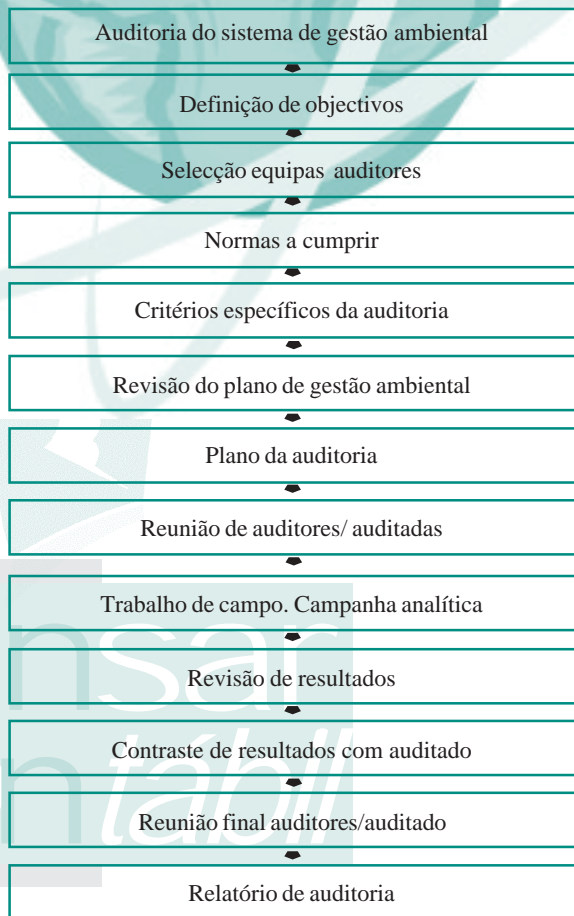 Auditoria do sistema de gestão ambiental
Definição de objectivos
Selecção equipas auditores
Normas a cumprir
Critérios específicos da auditoria
Revisão do plano de gestão ambiental
Plano da auditoria
Reunião de auditores/ auditadas
Trabalho de campo. Campanha analítica
nsar
Revisão de resultados
Contraste de resultados com auditado
ntábil
Reunião final auditores/auditado
Relatório de auditoria